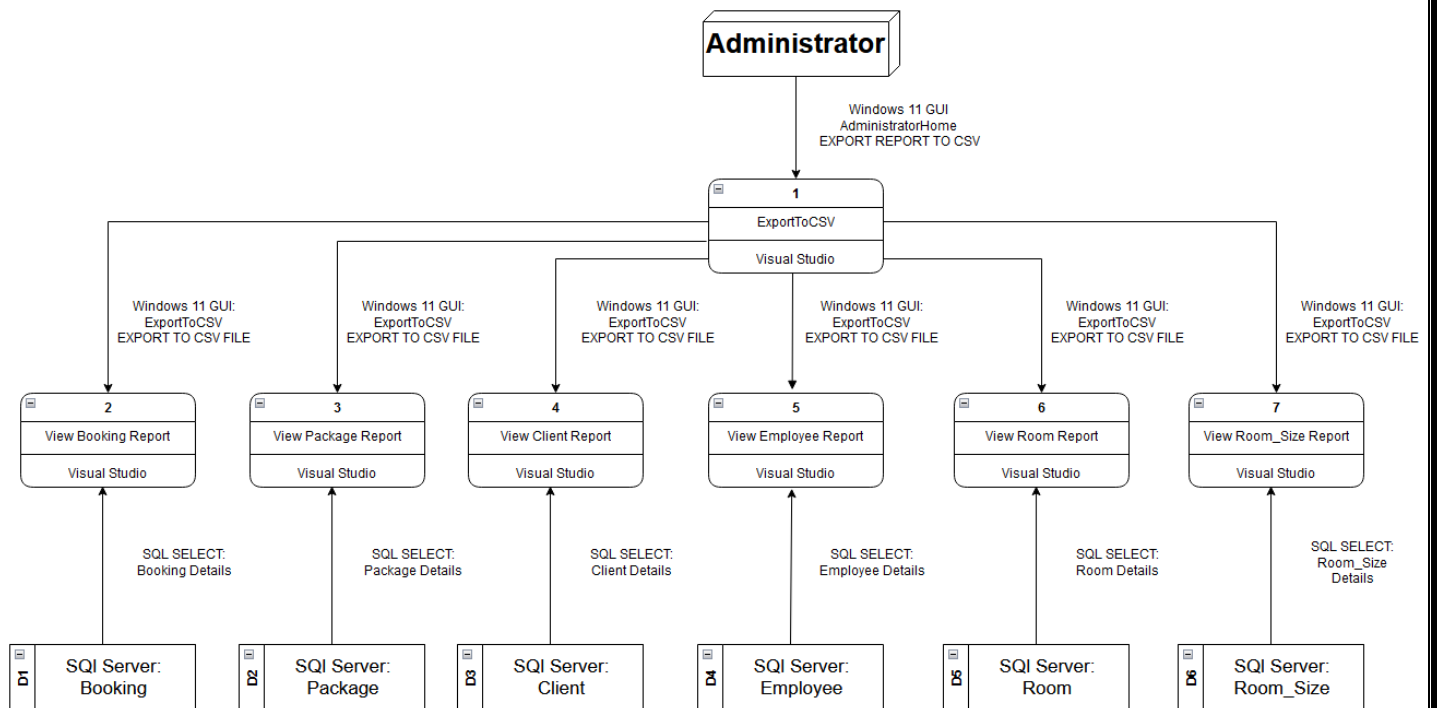 Administrator
Windows 11 GUI
AdministratorHome
EXPORT REPORT TO CSV
1
ExportToCSV
Visual Studio
Windows 11 GUI:
ExportToCSV
EXPORT TO CSV FILE
Windows 11 GUI:
ExportToCSV
EXPORT TO CSV FILE
Windows 11 GUI:
ExportToCSV
EXPORT TO CSV FILE
Windows 11 GUI:
ExportToCSV
EXPORT TO CSV FILE
Windows 11 GUI:
ExportToCSV
EXPORT TO CSV FILE
Windows 11 GUI:
ExportToCSV
EXPORT TO CSV FILE
2
View Booking Report
Visual Studio
3
View Package Report
Visual Studio
4
View Client Report
Visual Studio
5
View Employee Report
Visual Studio
6
View Room Report
Visual Studio
7
View Room_Size Report
Visual Studio
SQL SELECT:
Booking Details
SQL SELECT:
Package Details
SQL SELECT:
Client Details
SQL SELECT:
Employee Details
SQL SELECT:
Room Details
SQL SELECT:
Room_Size
Details
D1
SQl Server:
Booking
D2
SQl Server:
Package
D3
SQl Server:
Client
D4
SQl Server:
Employee
D5
SQl Server:
Room
D6
SQl Server:
Room_Size